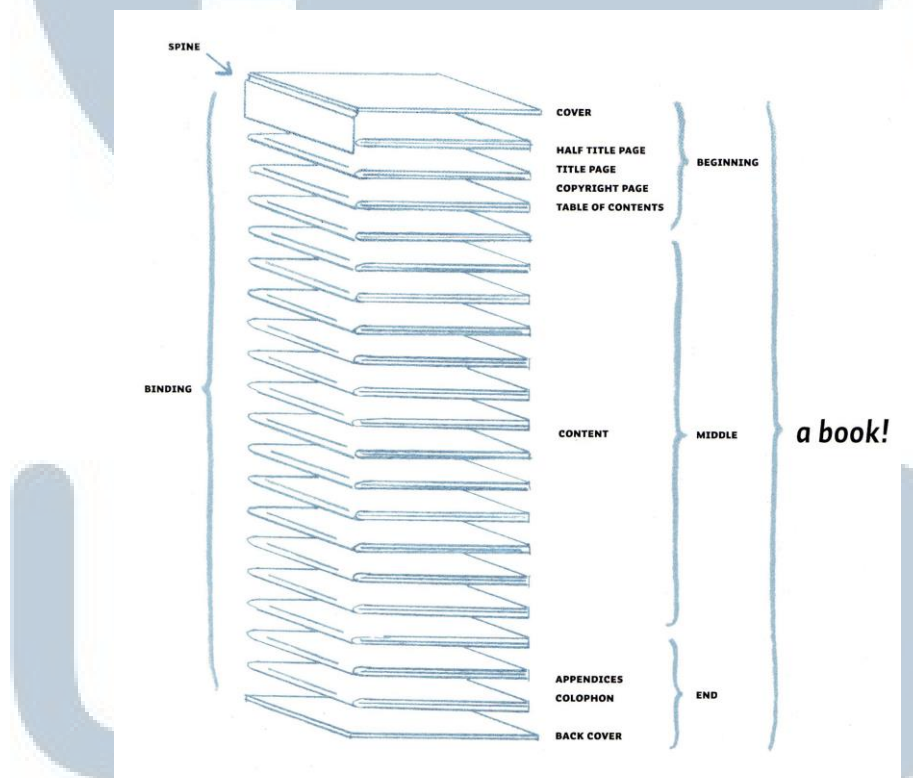 SPINE
COVER
HALF TITLE PAGE
TITLE PAGE
BEGINNING
COPYRIGHT PAGE
TABLE OF CONTENTS
BINDING
CONTENT
MIDDLE
a book!
APPENDICES
COLOPHON
END
BACK COVER